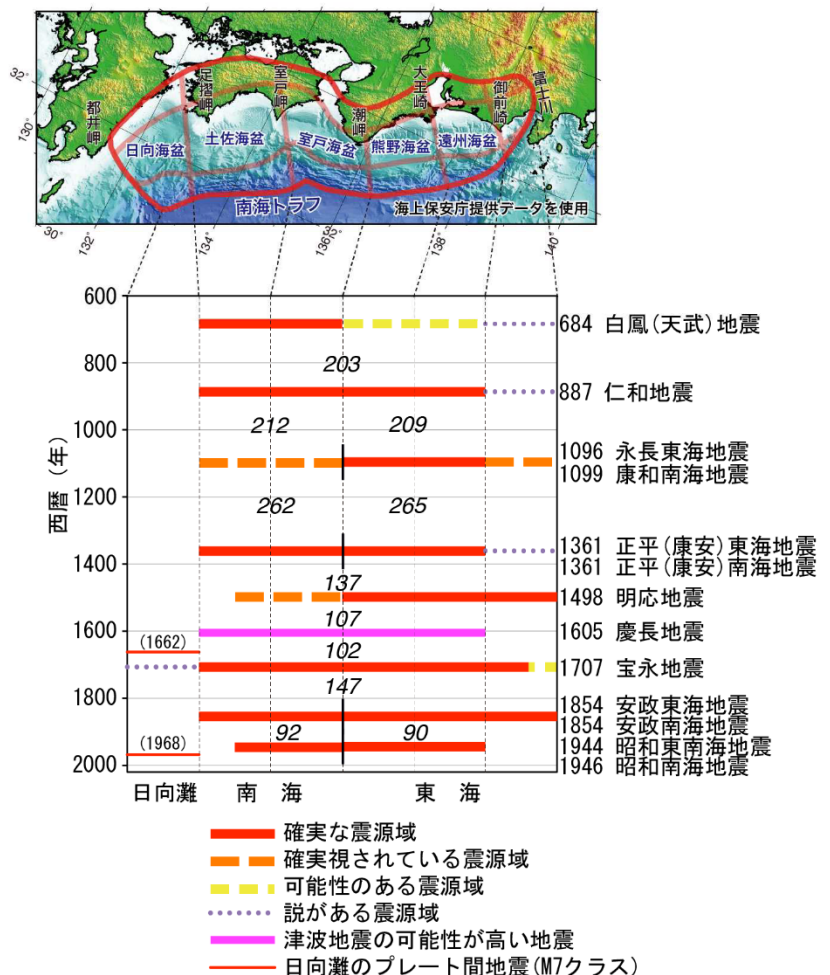 足摺岬
室戸岬
大王崎
富士川
32°
都井岬
潮岬
御前崎
130°
日向海盆
土佐海盆
室戸海盆
熊野海盆
遠州海盆
南海トラフ
海上保安庁提供データを使用
30°
132°
134°
136°
138°
140°
600
684 白鳳(天武)地震
800
203
887 仁和地震
1000
212
209
1096 永長東海地震
1099 康和南海地震
西暦(年)
1200
262
265
1361 正平(康安)東海地震
1400
1361 正平(康安)南海地震
137
1498 明応地震
107
1600
1605 慶長地震
(1662)
102
1707 宝永地震
147
1800
1854 安政東海地震
1854 安政南海地震
(1968)
92
90
1944 昭和東南海地震
2000
1946 昭和南海地震
日向灘 南海 東海
確実な震源域
確実視されている震源域
可能性のある震源域
説がある震源域
津波地震の可能性が高い地震
日向灘のプレート間地震(M7クラス)